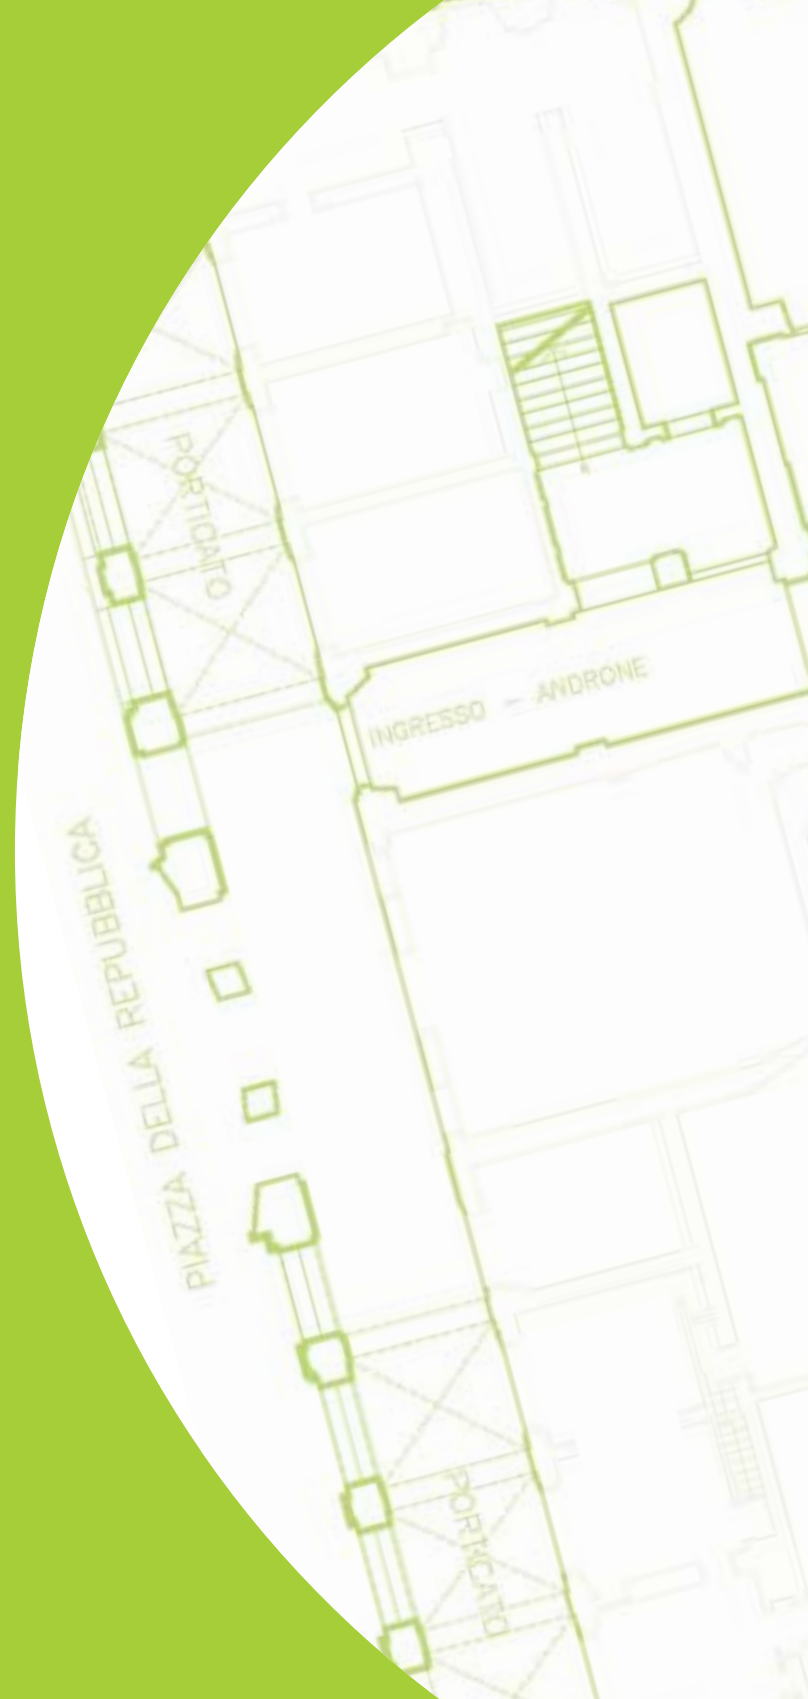 PORTICATO
INGRESSO - ANDRONE
PIAZZA DELLA REPUBBLICA
PORTICATO